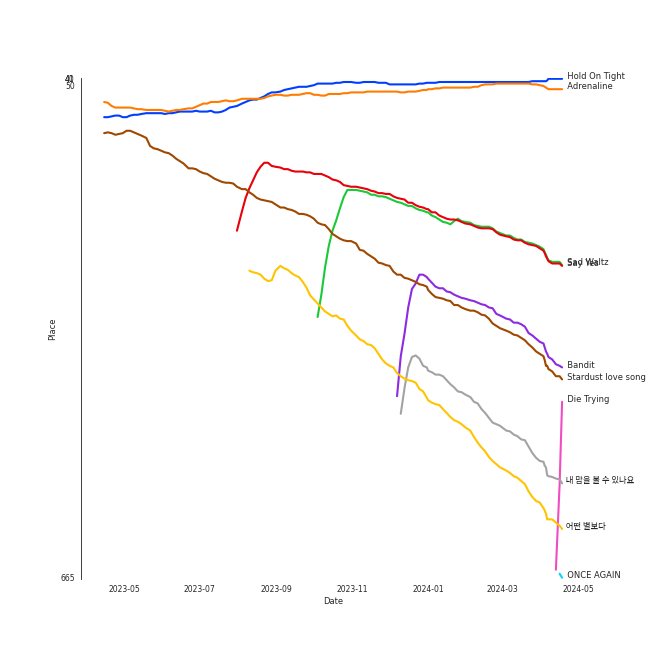 50
Hold On Tight
Adrenaline
Sad Waltz
Say Yes
Bandit
Stardust love song
Die Trying
내 맘을 볼 수 있나요
어떤 별보다
ONCE AGAIN
665
Place
2023-05
2023-07
2023-09
2023-11
2024-01
2024-03
2024-05
Date